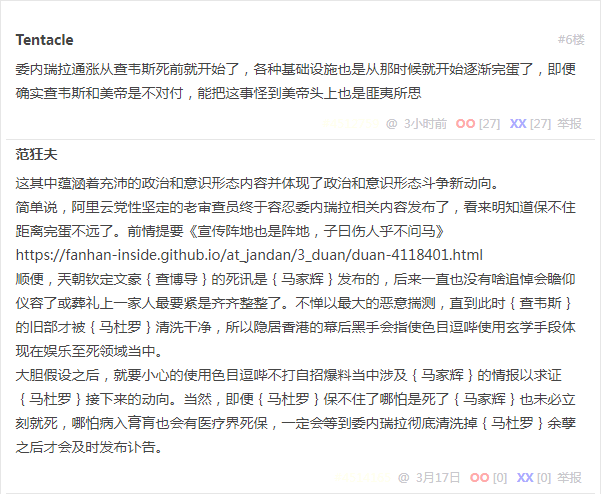 Tentacle #6楼
委内瑞拉通涨从查韦斯死前就开始了，各种基础设施也是从那时候就开始逐渐完蛋了，即便
确实查韦斯和美帝是不对付，能把这事怪到美帝头上也是匪夷所思
@ 3小时前 OO [27] XX [27] 举报
范狂夫
这其中蕴涵着充沛的政治和意识形态内容并体现了政治和意识形态斗争新动向。
简单说，阿里云党性坚定的老审查员终于容忍委内瑞拉相关内容发布了，看来明知道保不住
距离完蛋不远了。前情提要《宣传阵地也是阵地，子曰伤人乎不问马》
https://fanhan-inside.github.io/at_jandan/3_duan/duan-4118401.html
顺便，兲朝钦定文豪｛查博导｝的死讯是｛马家辉｝发布的，后来一直也没有啥追悼会瞻仰
仪容了或葬礼上一家人最要紧是齐齐整整了。不惮以最大的恶意揣测，直到此时｛查韦斯｝
的旧部才被｛马杜罗｝清洗干净，所以隐居香港的幕后黑手会指使色目逗哔使用玄学手段体
现在娱乐至死领域当中。
大胆假设之后，就要小心的使用色目逗哔不打自招爆料当中涉及｛马家辉｝的情报以求证
｛马杜罗｝接下来的动向。当然，即便｛马杜罗｝保不住了哪怕是死了｛马家辉｝也未必立
刻就死，哪怕病入膏肓也会有医疗界死保，一定会等到委内瑞拉彻底清洗掉｛马杜罗｝余孽
之后才会及时发布讣告。
@ 3月17日 OO [0] XX [0] 举报